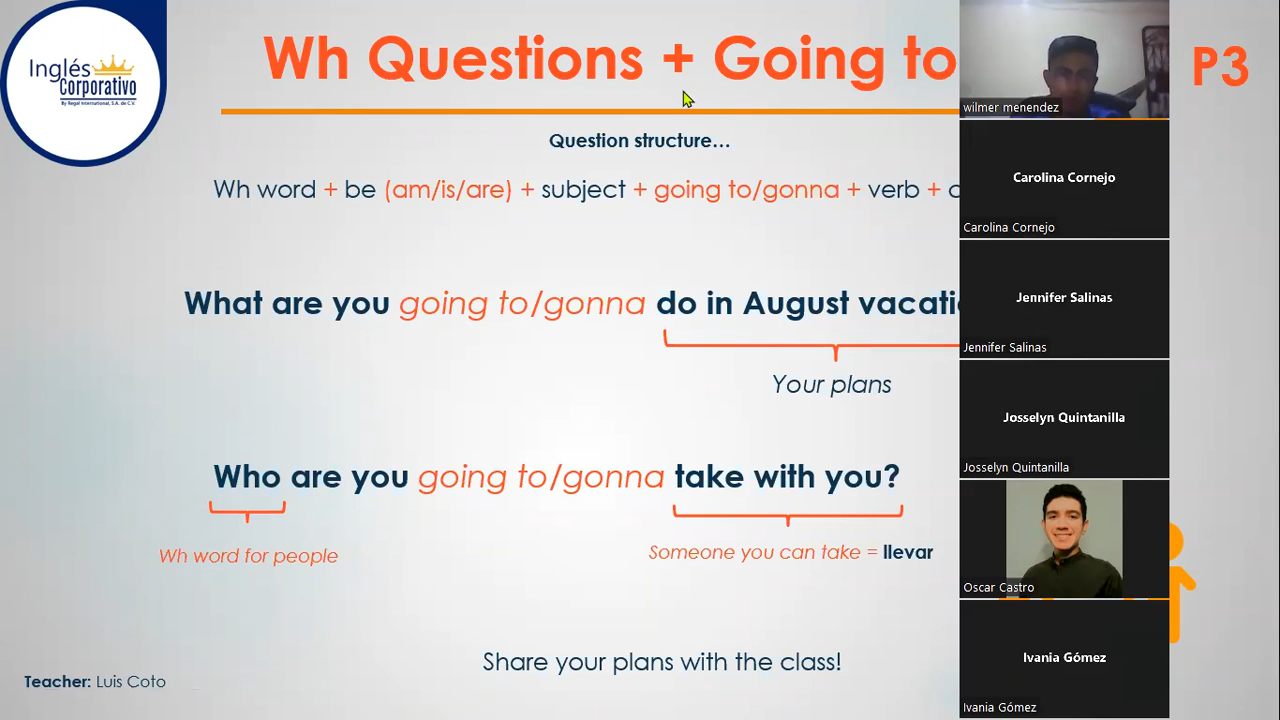 Inglés
Corporativo
By Regal International, S.A. de C.V.
Wh Questions + Going to
P3
Question structure...
Wh word + be (am/is/are) + subject + going to/gonna + verb +
What are you going to/gonna do in August vacati
Your plans
Who are you going to/gonna take with you?
Wh word for people
Someone you can take = llevar
Share your plans with the class!
Teacher: Luis Coto
wilmer menendez
Carolina Cornejo
Carolina Cornejo
Jennifer Salinas
Jennifer Salinas
Josselyn Quintanilla
Josselyn Quintanilla
Oscar Castro
Ivania Gómez
Ivania Gómez